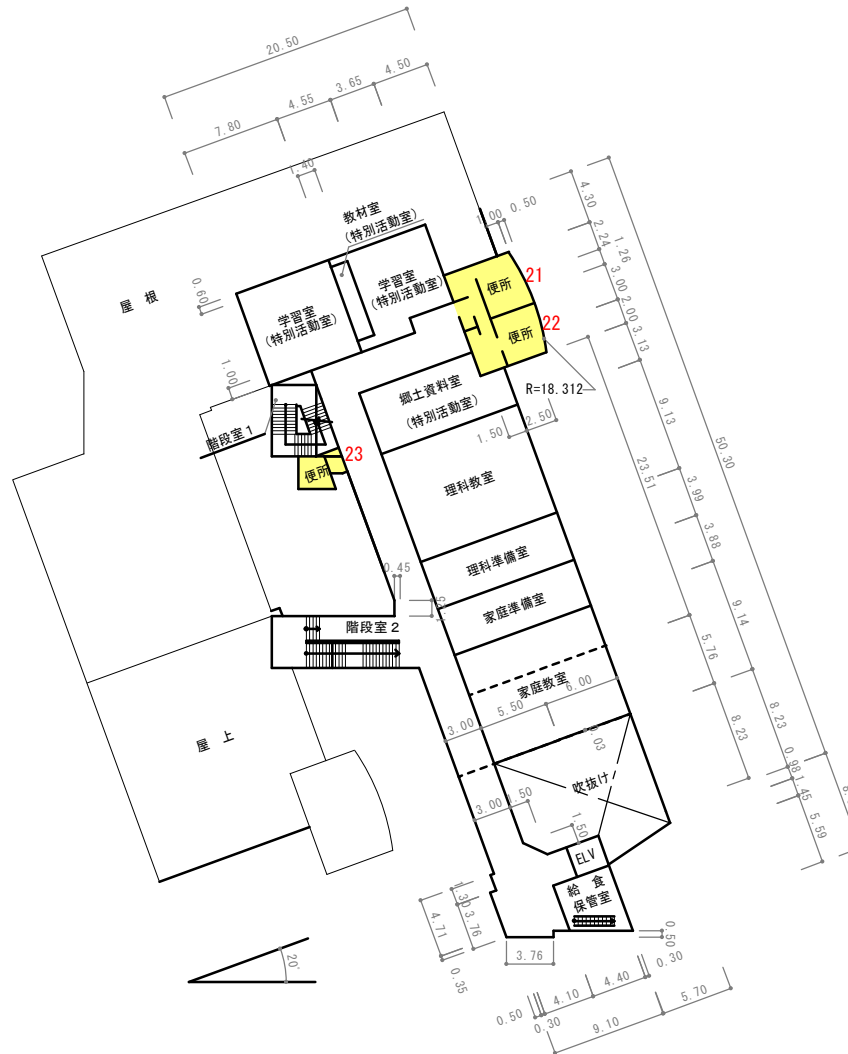 20.50
4.50
3.65
4.55
7.80
1.40
教材室
(特別活動室)
1.00
0.50
4.30
2.24
1.26
3.00
2.00
3.13
屋 根
0.60
学習室
(特別活動室)
学習室
(特別活動室)
便所
21
便所
22
R=18.312
1.00
郷土資料室
(特別活動室)
1.50
2.50
9.13
50.30
23.51
階段室1
便所
23
理科教室
3.99
3.88
理科準備室
0.45
家庭準備室
9.14
階段室2
5.76
家庭教室
6.00
5.50
3.00
8.23
8.23
屋 上
吹抜け
0.98
1.45
5.59
3.00
1.50
1.50
ELV
給 食
保管室
1.30
3.76
4.71
0.35
0.50
3.76
20°
0.30
4.40
4.10
0.50
0.30
5.70
9.10